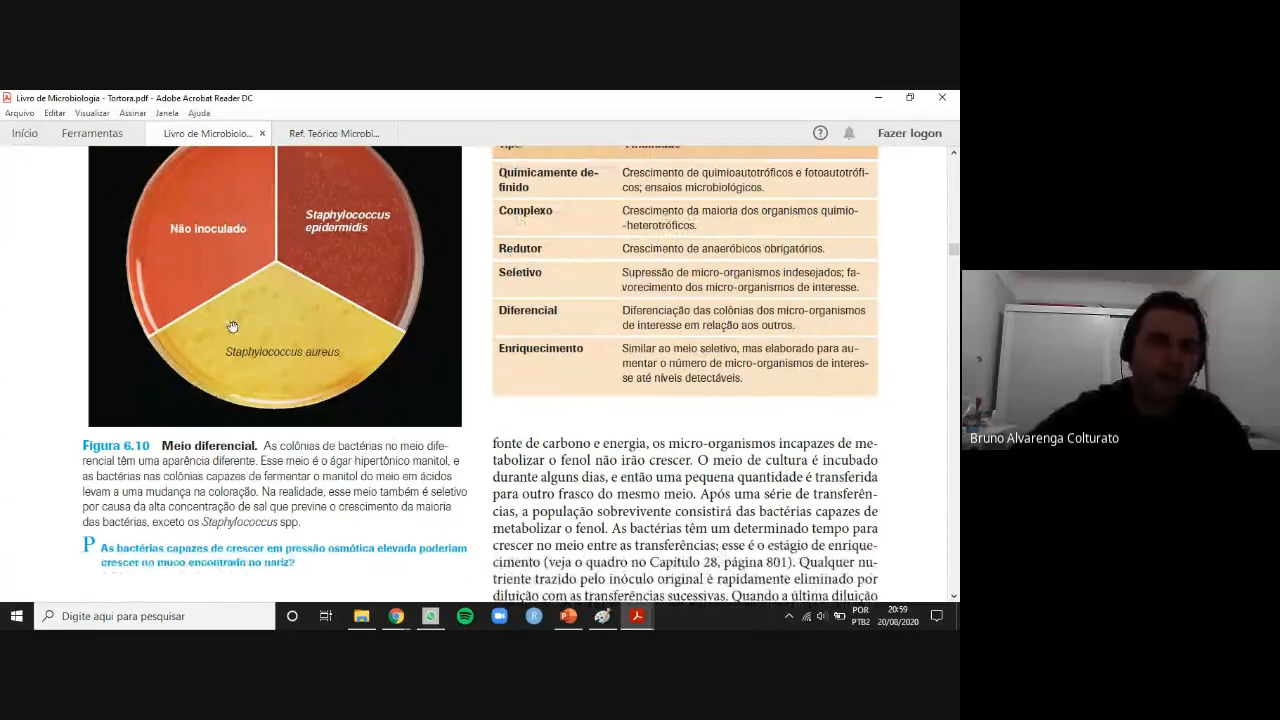 Livro de Microbiologia - Tortora.pdf - Adobe Acrobat Reader DC
Arquivo Editar Visualizar Assinar Janela Ajuda
Início Ferramentas Livro de Microbiolo... × Ref. Teórico Microbi... Fazer logon
Não inoculado
Staphylococcus
epidermidis
Staphylococcus aureus
Figura 6.10 Meio diferencial. As colônias de bactérias no meio dife-
rencial têm uma aparência diferente. Esse meio é o ágar hipertônico manitol, e
as bactérias nas colônias capazes de fermentar o manitol do meio em ácidos
levam a uma mudança na coloração. Na realidade, esse meio também é seletivo
por causa da alta concentração de sal que previne o crescimento da maioria
das bactérias, exceto os Staphylococcus spp.
P As bactérias capazes de crescer em pressão osmótica elevada poderiam
crescer no muco encontrado no nariz?
Tipo Finalidade
Quimicamente de-
finido
Crescimento de quimioautotróficos e fotoautotrófi-
cos; ensaios microbiológicos.
Complexo
Crescimento da maioria dos organismos quimio-
-heterotróficos.
Redutor
Crescimento de anaeróbicos obrigatórios.
Seletivo
Supressão de micro-organismos indesejados; fa-
vorecimento dos micro-organismos de interesse.
Diferencial
Diferenciação das colônias dos micro-organismos
de interesse em relação aos outros.
Enriquecimento
Similar ao meio seletivo, mas elaborado para au-
mentar o número de micro-organismos de interes-
se até níveis detectáveis.
fonte de carbono e energia, os micro-organismos incapazes de me-
tabolizar o fenol não irão crescer. O meio de cultura é incubado
durante alguns dias, e então uma pequena quantidade é transferida
para outro frasco do mesmo meio. Após uma série de transferên-
cias, a população sobrevivente consistirá das bactérias capazes de
metabolizar o fenol. As bactérias têm um determinado tempo para
crescer no meio entre as transferências; esse é o estágio de enrique-
cimento (veja o quadro no Capítulo 28, página 801). Qualquer nu-
triente trazido pelo inóculo original é rapidamente eliminado por
diluição com as transferências sucessivas. Quando a última diluição
Bruno Alvarenga Colturato
Digite aqui para pesquisar
POR
PTB2
20:59
20/08/2020